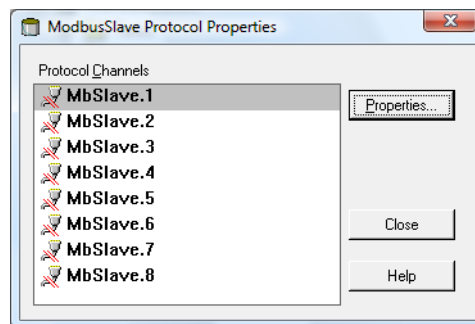 ModbusSlave Protocol Properties
Protocol Channels
MbSlave.1
MbSlave.2
MbSlave.3
MbSlave.4
MbSlave.5
MbSlave.6
MbSlave.7
MbSlave.8
Properties...
Close
Help